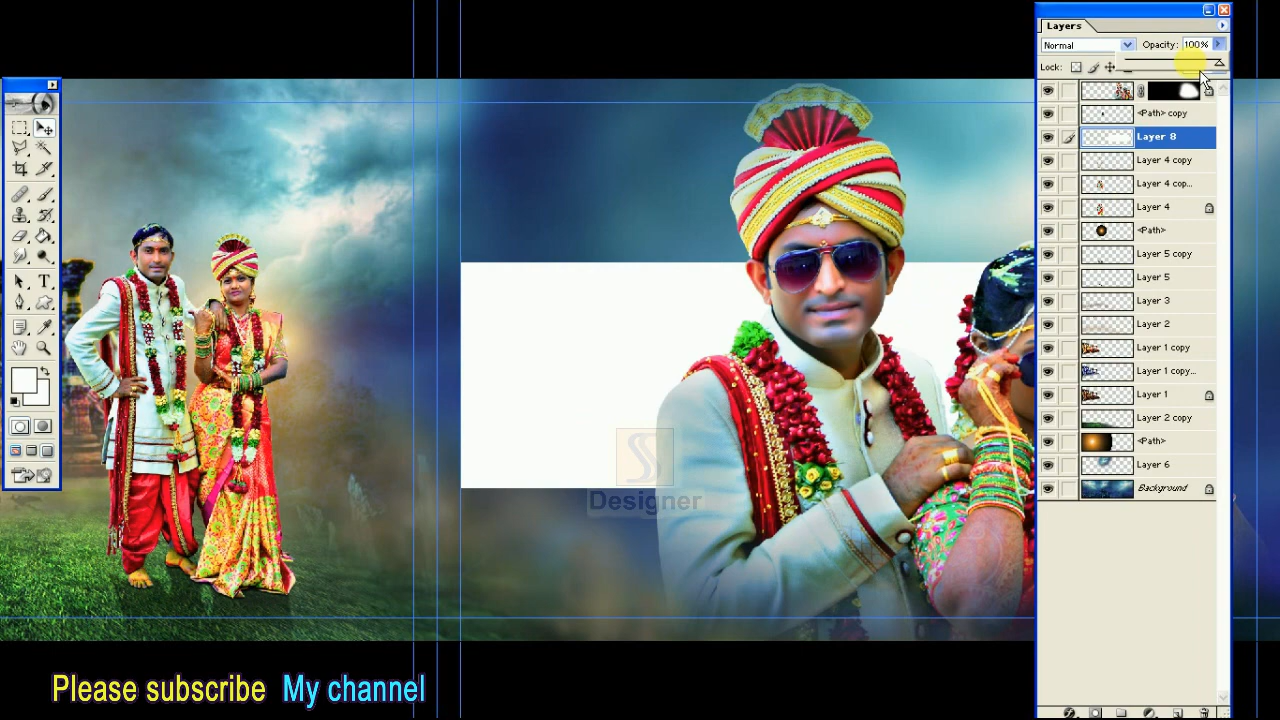 Layers
Normal
Opacity: 100%
Lock:
<Path> copy
Layer 8
Layer 4 copy
Layer 4 cop...
Layer 4
<Path>
Layer 5 copy
Layer 5
Layer 3
Layer 2
Layer 1 copy
Layer 1 copy...
Layer 1
Layer 2 copy
<Path>
Layer 6
Background
T
Designer
Please subscribe My channel